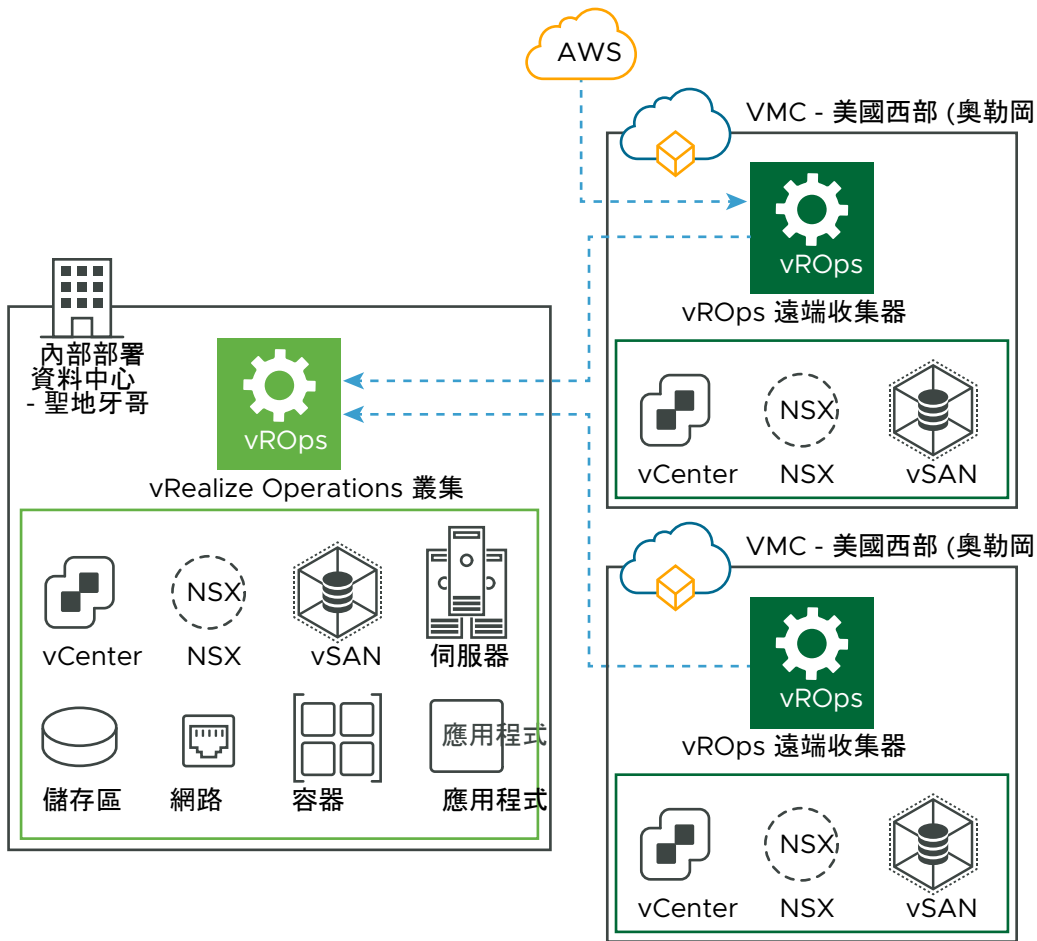 AWS
VMC - 美國西部 (奧勒岡
vROps
vROps 遠端收集器
vCenter
NSX
NSX
vSAN
內部部署
資料中心
- 聖地牙哥
vROps
vRealize Operations 叢集
vCenter
NSX
NSX
vSAN
伺服器
儲存區
網路
容器
應用程式
應用程式
VMC - 美國西部 (奧勒岡
vROps
vROps 遠端收集器
vCenter
NSX
NSX
vSAN